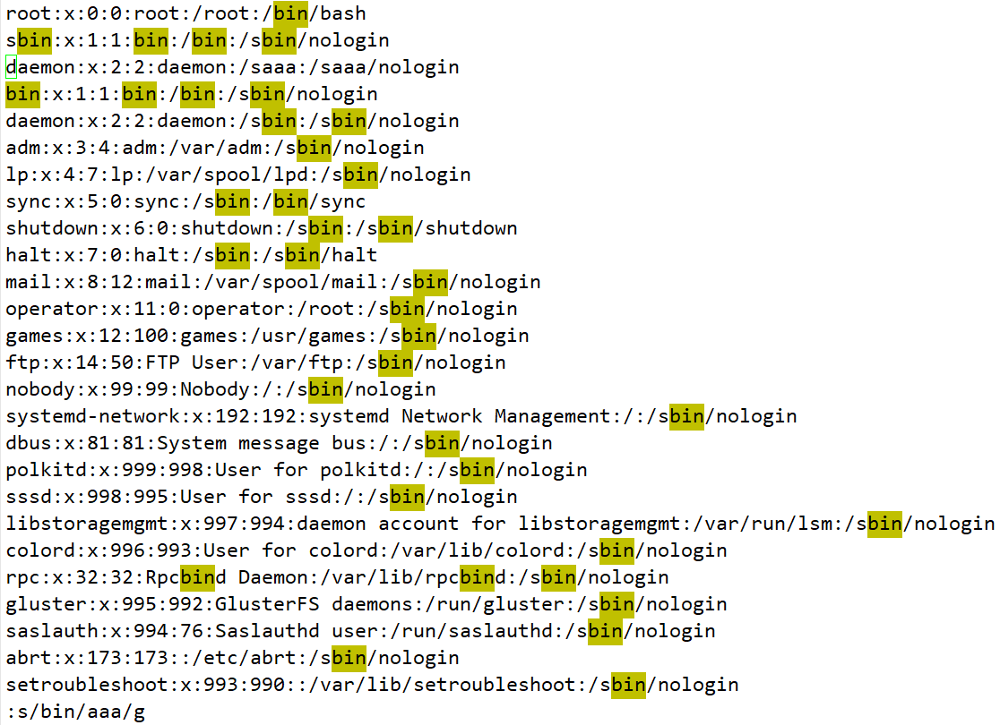 root:x:0:0:root:/root:/bin/bash
sbin:x:1:1:bin:/bin:/sbin/nologin
daemon:x:2:2:daemon:/saaa:/saaa/nologin
bin:x:1:1:bin:/bin:/sbin/nologin
daemon:x:2:2:daemon:/sbin:/sbin/nologin
adm:x:3:4:adm:/var/adm:/sbin/nologin
lp:x:4:7:lp:/var/spool/lpd:/sbin/nologin
sync:x:5:0:sync:/sbin:/bin/sync
shutdown:x:6:0:shutdown:/sbin:/sbin/shutdown
halt:x:7:0:halt:/sbin:/sbin/halt
mail:x:8:12:mail:/var/spool/mail:/sbin/nologin
operator:x:11:0:operator:/root:/sbin/nologin
games:x:12:100:games:/usr/games:/sbin/nologin
ftp:x:14:50:FTP User:/var/ftp:/sbin/nologin
nobody:x:99:99:Nobody:/:/sbin/nologin
systemd-network:x:192:192:systemd Network Management:/:/sbin/nologin
dbus:x:81:81:System message bus:/:/sbin/nologin
polkitd:x:999:998:User for polkitd:/:/sbin/nologin
sssd:x:998:995:User for sssd:/:/sbin/nologin
libstoragemgmt:x:997:994:daemon account for libstoragemgmt:/var/run/lsm:/sbin/nologin
colord:x:996:993:User for colord:/var/lib/colord:/sbin/nologin
rpc:x:32:32:Rpcbind Daemon:/var/lib/rpcbind:/sbin/nologin
gluster:x:995:992:GlusterFS daemons:/run/gluster:/sbin/nologin
saslauth:x:994:76:Saslauthd user:/run/saslauthd:/sbin/nologin
abrt:x:173:173::/etc/abrt:/sbin/nologin
setroubleshoot:x:993:990::/var/lib/setroubleshoot:/sbin/nologin
:s/bin/aaa/g